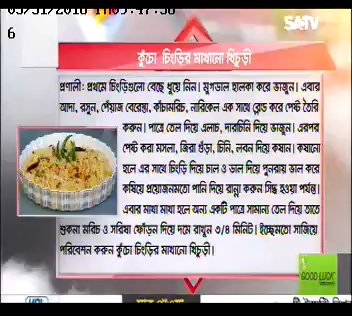 6
SATV
কুঁচো চিংড়ির মাখানো খিচুড়ী
প্রণালী: প্রথমে চিংড়িগুলো বেছে ধুয়ে নিন। মুগডাল হালকা করে ভাজুন। এবার
আদা, রসুন, পেঁয়াজ বেরেস্তা, কাঁচামরিচ, নারিকেল এক সাথে ব্লেন্ড করে পেস্ট তৈরি
করুন। পাত্রে তেল দিয়ে এলাচ, দারচিনি দিয়ে ভাজুন। এরপর
পেস্ট করা মসলা, জিরা গুঁড়া, চিনি, লবন দিয়ে কষান। কষানো
হলে এর সাথে চিংড়ি দিয়ে চাল ও ডাল দিয়ে পুনরায় ভাল করে
কষিয়ে প্রয়োজনমতো পানি দিয়ে রান্না করুন সিদ্ধ হওয়া পর্যন্ত।
এবার মাখা মাখা হলে অন্য একটি পাত্রে সামান্য তেল দিয়ে তাতে
শুকনা মরিচ ও সরিষা ফোঁড়ন দিয়ে দমে রাখুন ৩/৪ মিনিট। ইচ্ছেমতো সাজিয়ে
পরিবেশন করুন কুঁচো চিংড়ির মাখানো খিচুড়ী।
GOOD LUCK